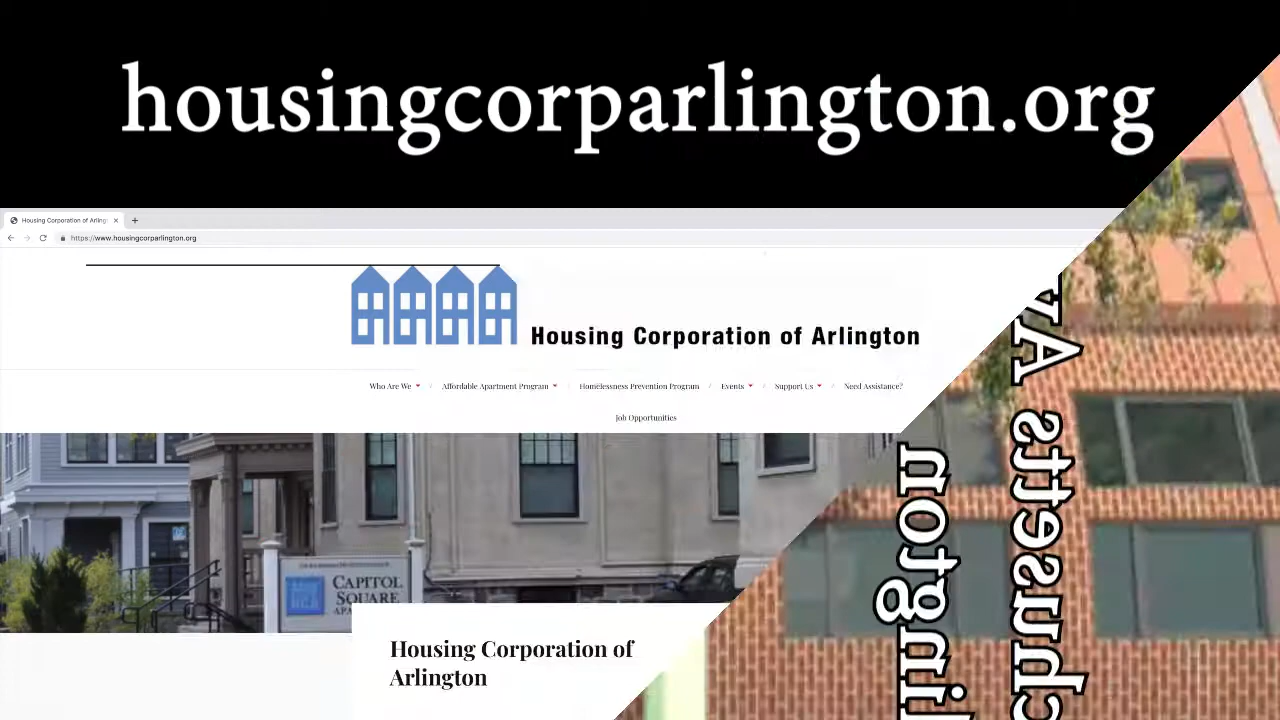 housingcorparlington.org
Housing Corporation of Arling
https://www.housingcorparlington.org
Housing Corporation of Arlington
Who Are We / Affordable Apartment Program / Homelessness Prevention Program / Events / Support Us / Need Assistance?
Job Opportunities
CAPITOL
SQUARE
Housing Corporation of
Arlington